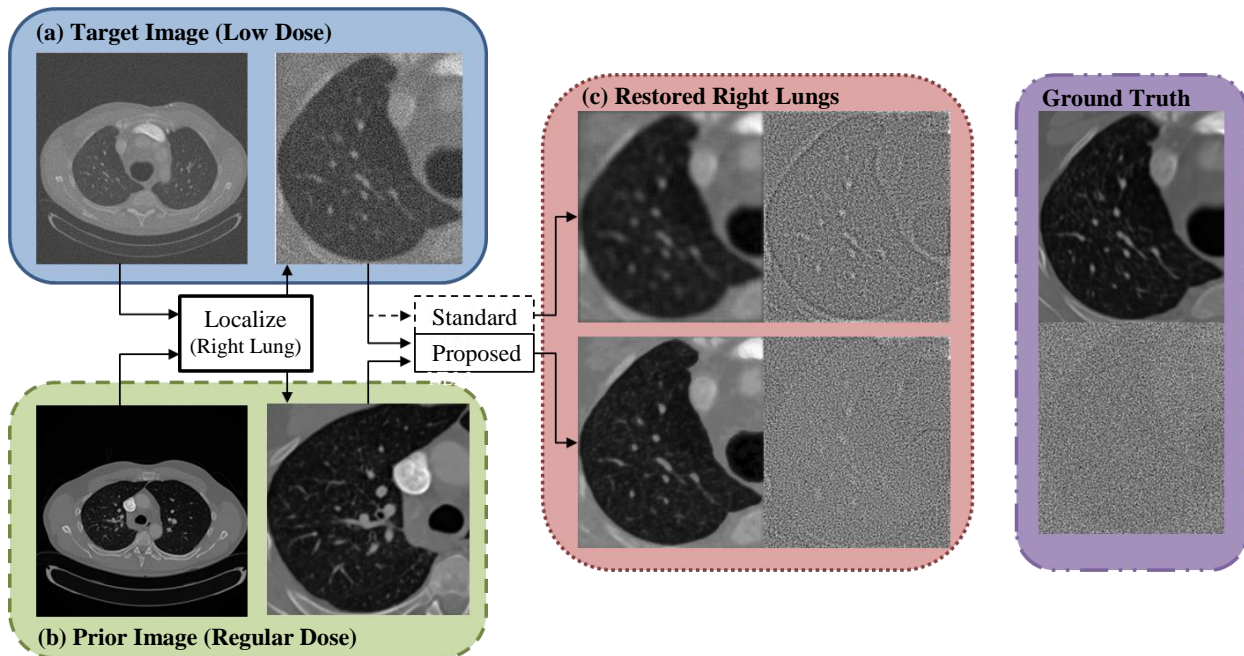 (a) Target Image (Low Dose)
(c) Restored Right Lungs
Ground Truth
Localize
(Right Lung)
Standard
Proposed
(b) Prior Image (Regular Dose)